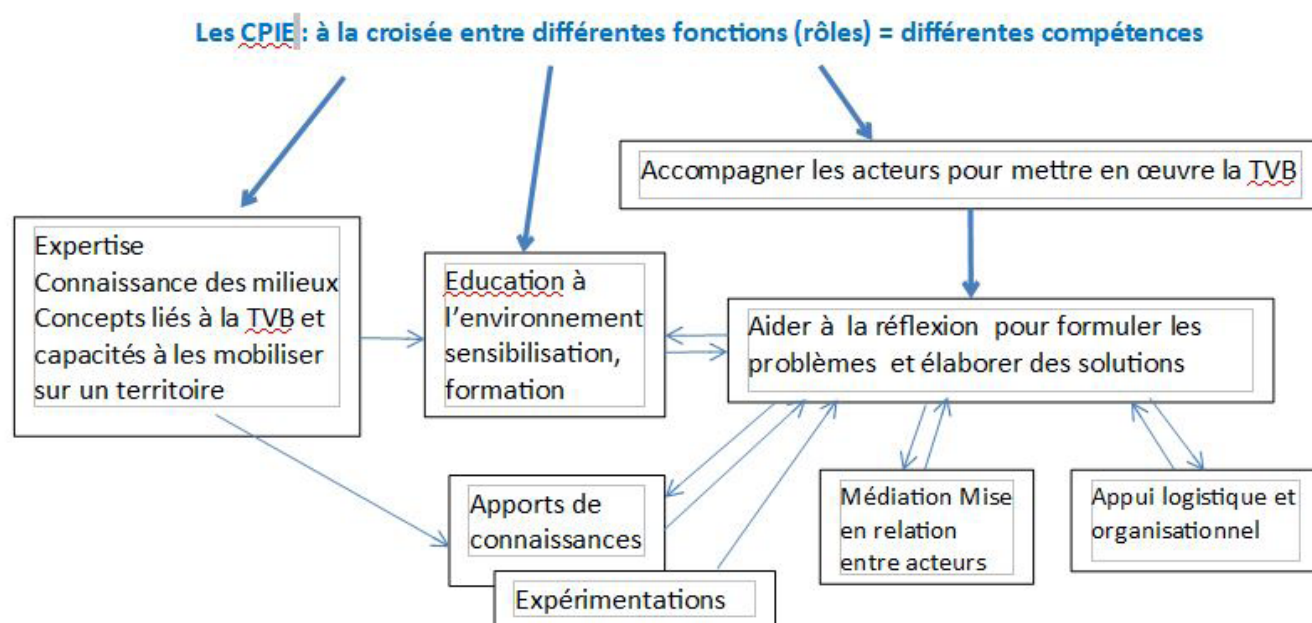 Les CPIE : à la croisée entre différentes fonctions (rôles) = différentes compétences
Accompagner les acteurs pour mettre en œuvre la TVB
Expertise
Connaissance des milieux
Concepts liés à la TVB et
capacités à les mobiliser
sur un territoire
Education à
l'environnement
sensibilisation,
formation
Aider à la réflexion pour formuler les
problèmes et élaborer des solutions
Apports de
connaissances
Expérimentations
Médiation Mise
en relation
entre acteurs
Appui logistique et
organisationnel